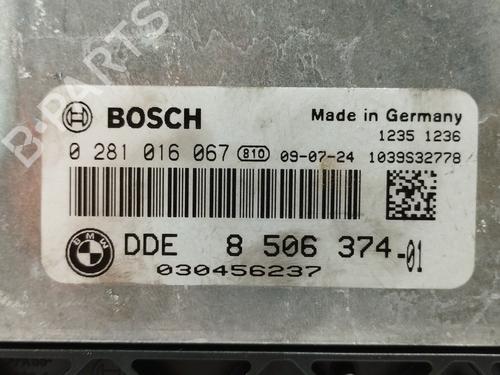 B-PARTS
BOSCH
Made in Germany
1235 1236
0 281 016 067 810 09-07-24 1039S32778
BMW
DDE 8 506 374-01
030456237